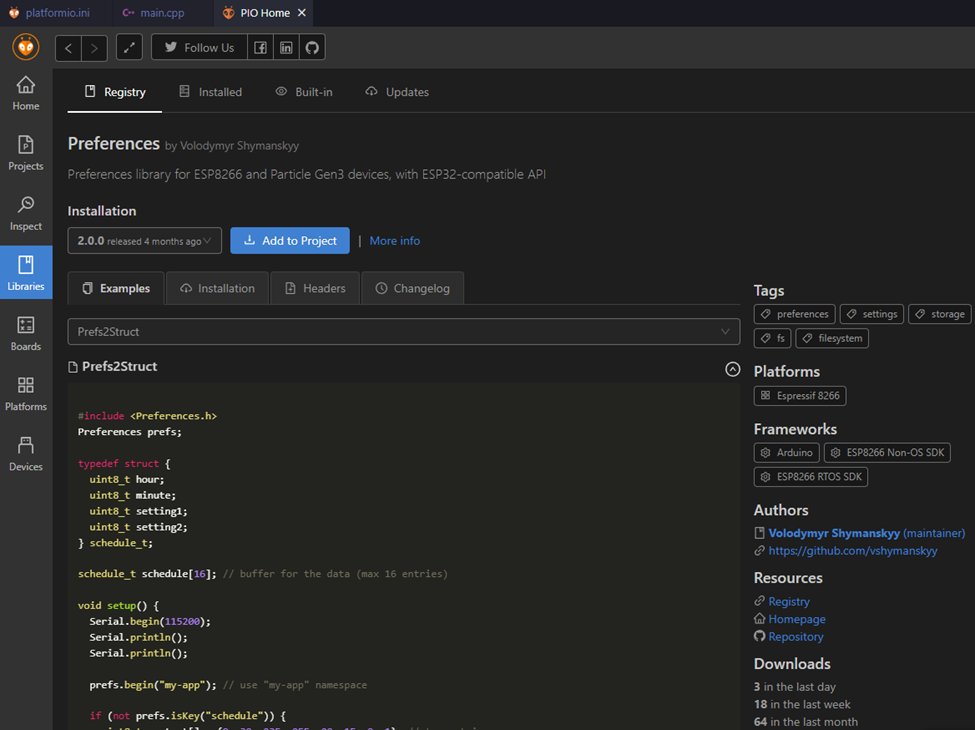 platformio.ini
main.cpp
PIO Home
Follow Us
Home
Projects
Inspect
Libraries
Boards
Platforms
Devices
Registry
Installed
Built-in
Updates
Preferences by Volodymyr Shymanskyy
Preferences library for ESP8266 and Particle Gen3 devices, with ESP32-compatible API
Installation
2.0.0 released 4 months ago
Add to Project | More info
Examples
Installation
Headers
Changelog
Prefs2Struct
Prefs2Struct
#include <Preferences.h>
Preferences prefs;
typedef struct {
uint8_t hour;
uint8_t minute;
uint8_t setting1;
uint8_t setting2;
} schedule_t;
schedule_t schedule[16]; // buffer for the data (max 16 entries)
void setup() {
Serial.begin(115200);
Serial.println();
Serial.println();
prefs.begin("my-app"); // use "my-app" namespace
if (not prefs.isKey("schedule")) {
Tags
preferences
settings
storage
fs
filesystem
Platforms
Espressif 8266
Frameworks
Arduino
ESP8266 Non-OS SDK
ESP8266 RTOS SDK
Authors
Volodymyr Shymanskyy (maintainer)
https://github.com/vshymanskyy
Resources
Registry
Homepage
Repository
Downloads
3 in the last day
18 in the last week
64 in the last month